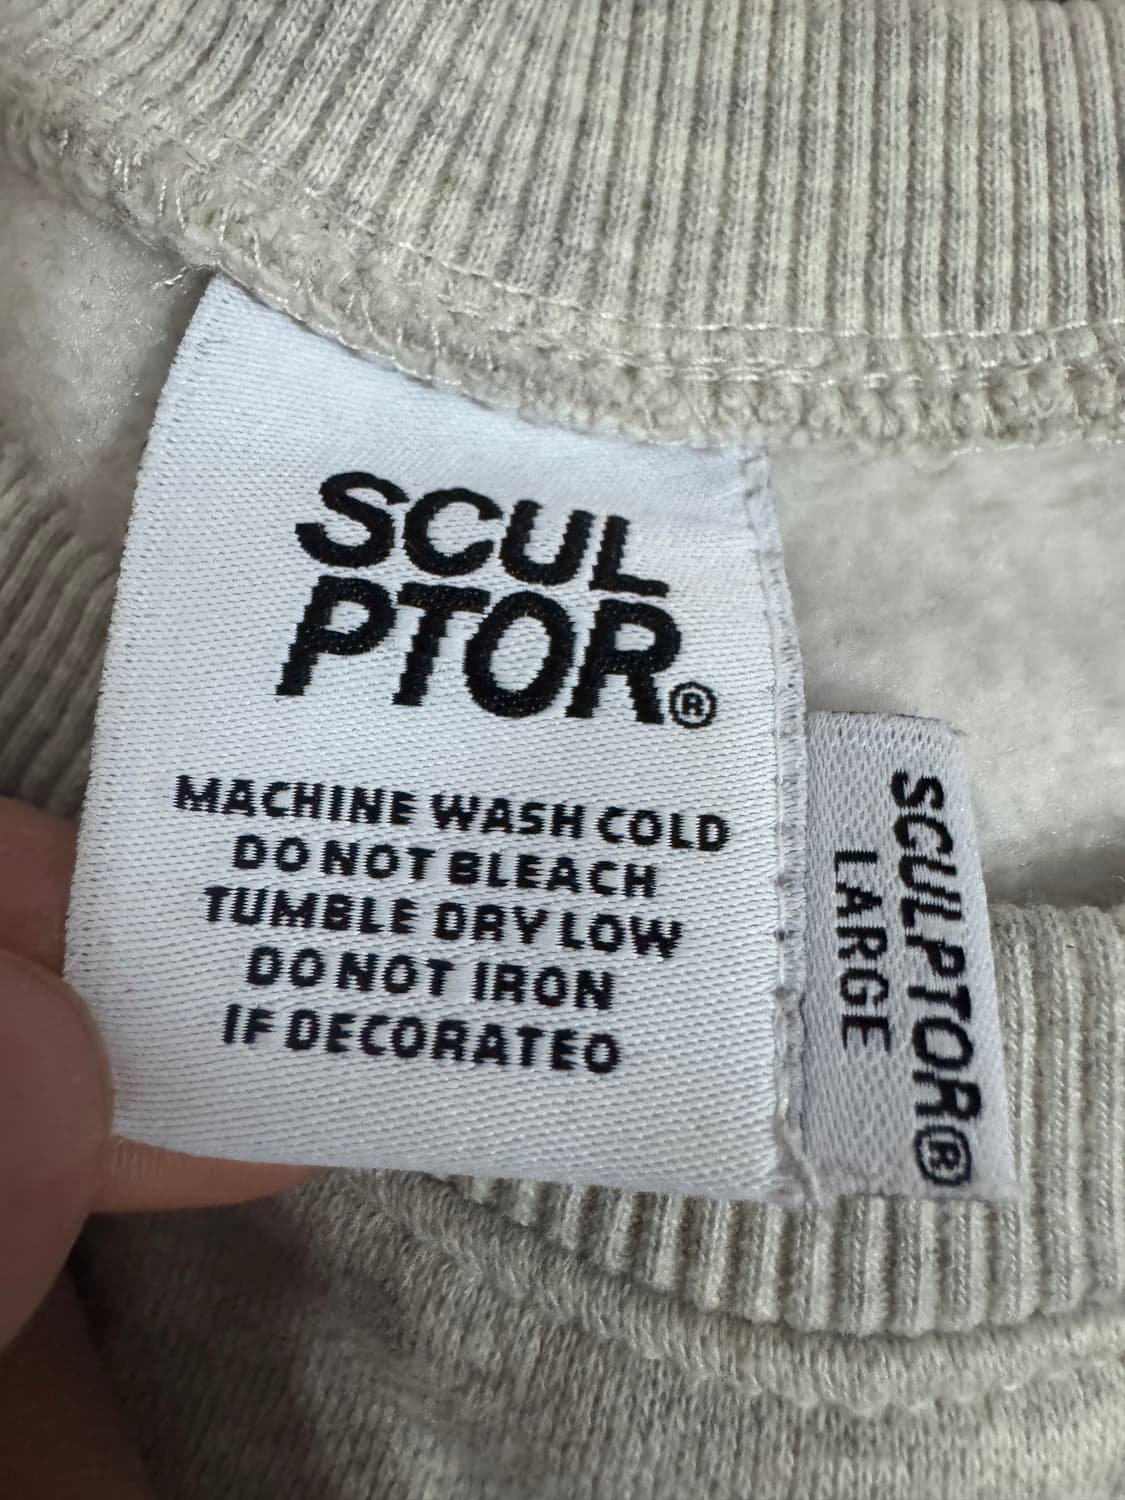 SCUL
PTOR®
MACHINE WASH COLD
DO NOT BLEACH
TUMBLE DRY LOW
DO NOT IRON
IF DECORATED
SCULPTOR®
LARGE